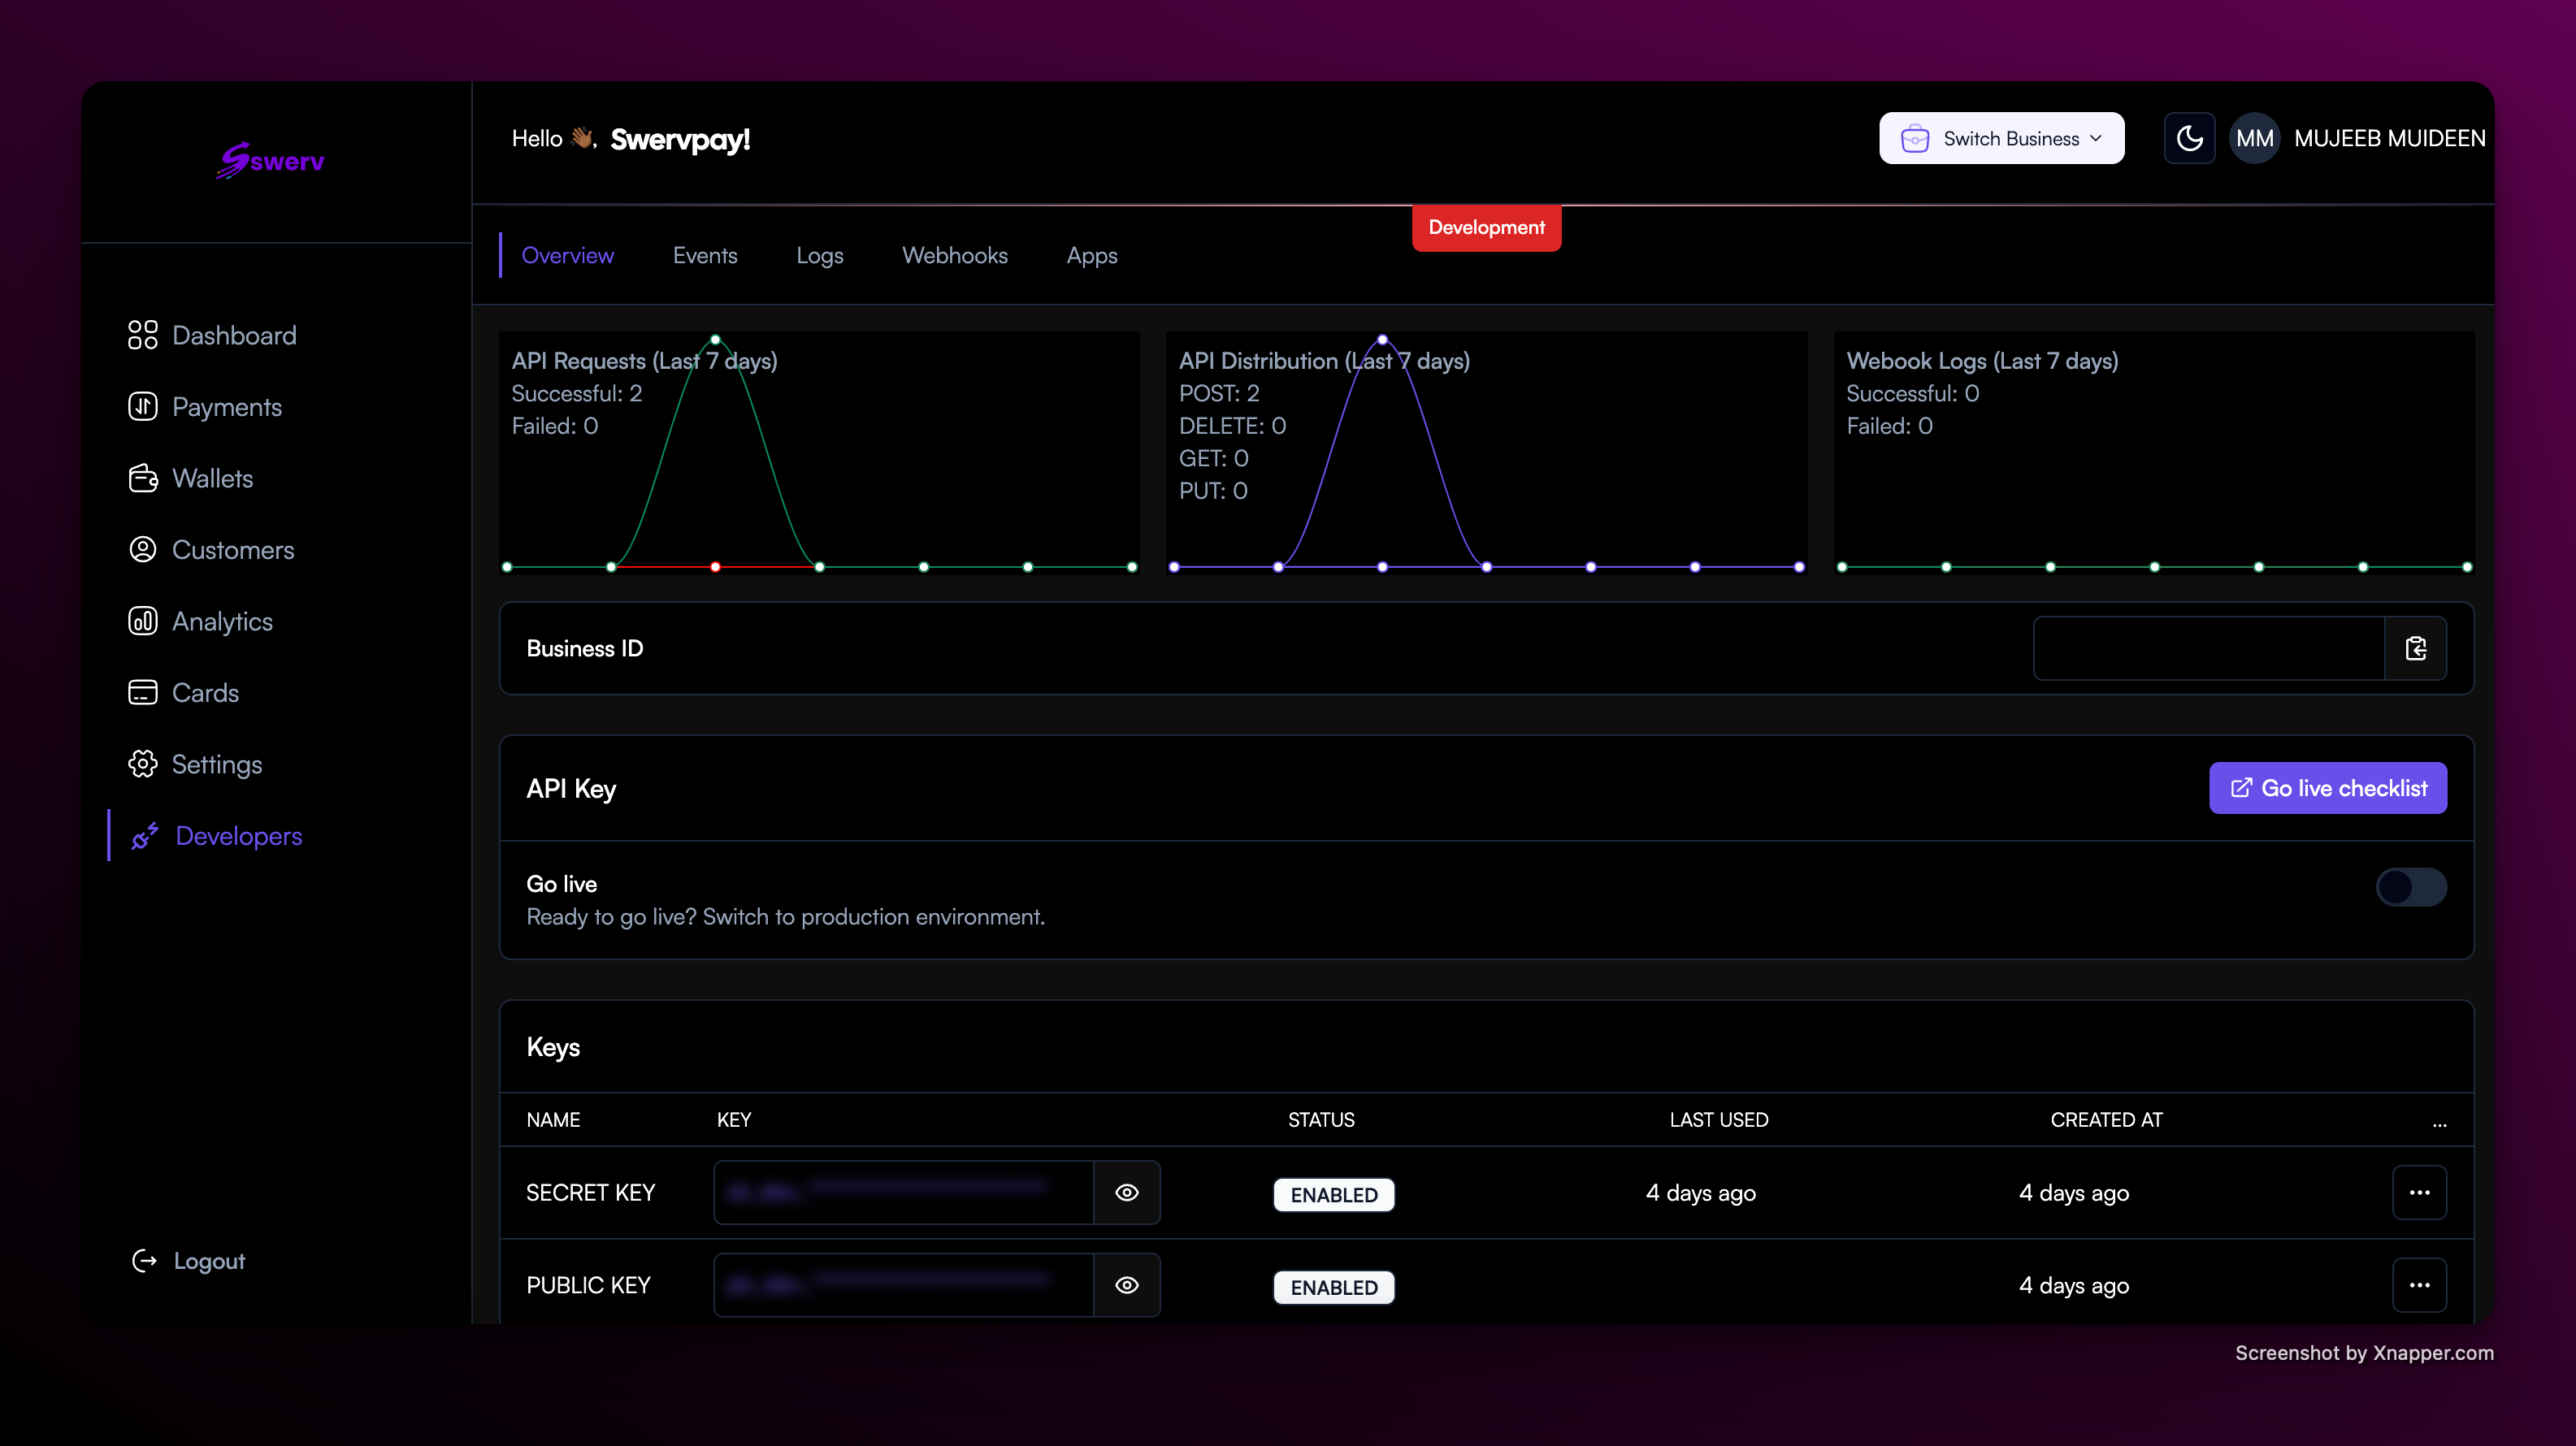 swerv
Hello 👋🏾, Swervpay!
Switch Business
MM
MUJEEB MUIDEEN
Development
Overview
Events
Logs
Webhooks
Apps
Dashboard
Payments
Wallets
Customers
Analytics
Cards
Settings
Developers
Logout
API Requests (Last 7 days)
Successful: 2
Failed: 0
API Distribution (Last 7 days)
POST: 2
DELETE: 0
GET: 0
PUT: 0
Webook Logs (Last 7 days)
Successful: 0
Failed: 0
Business ID
API Key
Go live checklist
Go live
Ready to go live? Switch to production environment.
Keys
NAME KEY STATUS LAST USED CREATED AT ...
SECRET KEY ENABLED 4 days ago 4 days ago ...
PUBLIC KEY ENABLED 4 days ago ...
Screenshot by Xnapper.com